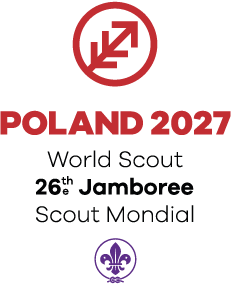 POLAND 2027
World Scout
26th/e Jamboree
Scout Mondial